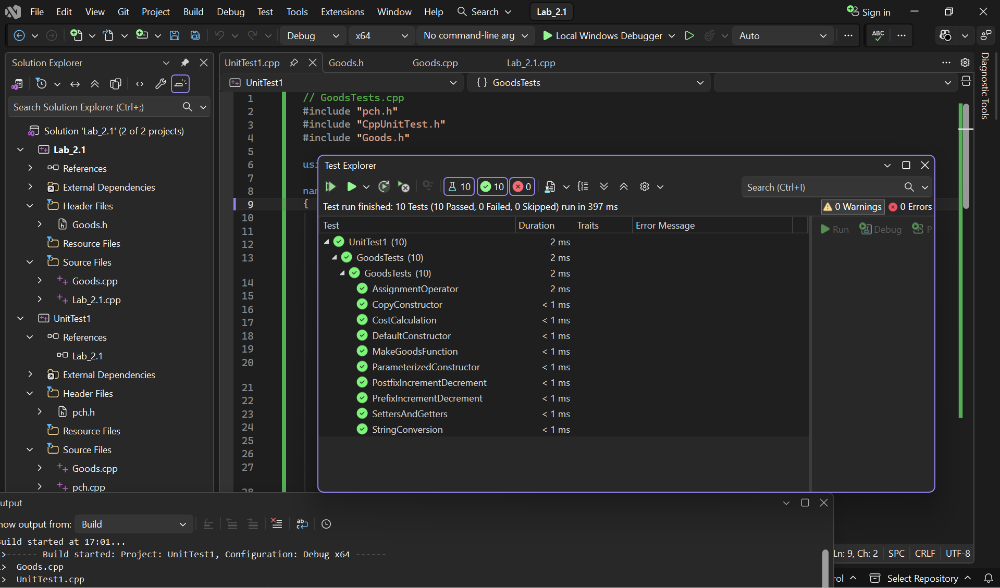 File Edit View Git Project Build Debug Test Tools Extensions Window Help Search Lab_2.1 Sign in
Debug x64 No command-line arg Local Windows Debugger Auto ABC
Solution Explorer
Search Solution Explorer (Ctrl+;)
Solution 'Lab_2.1' (2 of 2 projects)
Lab_2.1
References
External Dependencies
Header Files
Goods.h
Resource Files
Source Files
Goods.cpp
Lab_2.1.cpp
UnitTest1
References
Lab_2.1
External Dependencies
Header Files
pch.h
Resource Files
Source Files
Goods.cpp
pch.cpp
UnitTest1.cpp Goods.h Goods.cpp Lab_2.1.cpp
UnitTest1 {} GoodsTests
1 // GoodsTests.cpp
2 #include "pch.h"
3 #include "CppUnitTest.h"
4 #include "Goods.h"
5
6 usi
7
8 nam
9 {
10
11
12
13
14
15
16
17
18
19
20
21
22
23
24
25
26
27
28
Diagnostic Tools
Test Explorer
10 10 0 Search (Ctrl+I)
Test run finished: 10 Tests (10 Passed, 0 Failed, 0 Skipped) run in 397 ms 0 Warnings 0 Errors
Test Duration Traits Error Message
Run Debug P
UnitTest1 (10) 2 ms
GoodsTests (10) 2 ms
GoodsTests (10) 2 ms
AssignmentOperator 2 ms
CopyConstructor < 1 ms
CostCalculation < 1 ms
DefaultConstructor < 1 ms
MakeGoodsFunction < 1 ms
ParameterizedConstructor < 1 ms
PostfixIncrementDecrement < 1 ms
PrefixIncrementDecrement < 1 ms
SettersAndGetters < 1 ms
StringConversion < 1 ms
utput
how output from: Build
uild started at 17:01...
>------ Build started: Project: UnitTest1, Configuration: Debug x64 ------
> Goods.cpp
> UnitTest1.cpp
Ln: 9, Ch: 2 SPC CRLF UTF-8
rol Select Repository